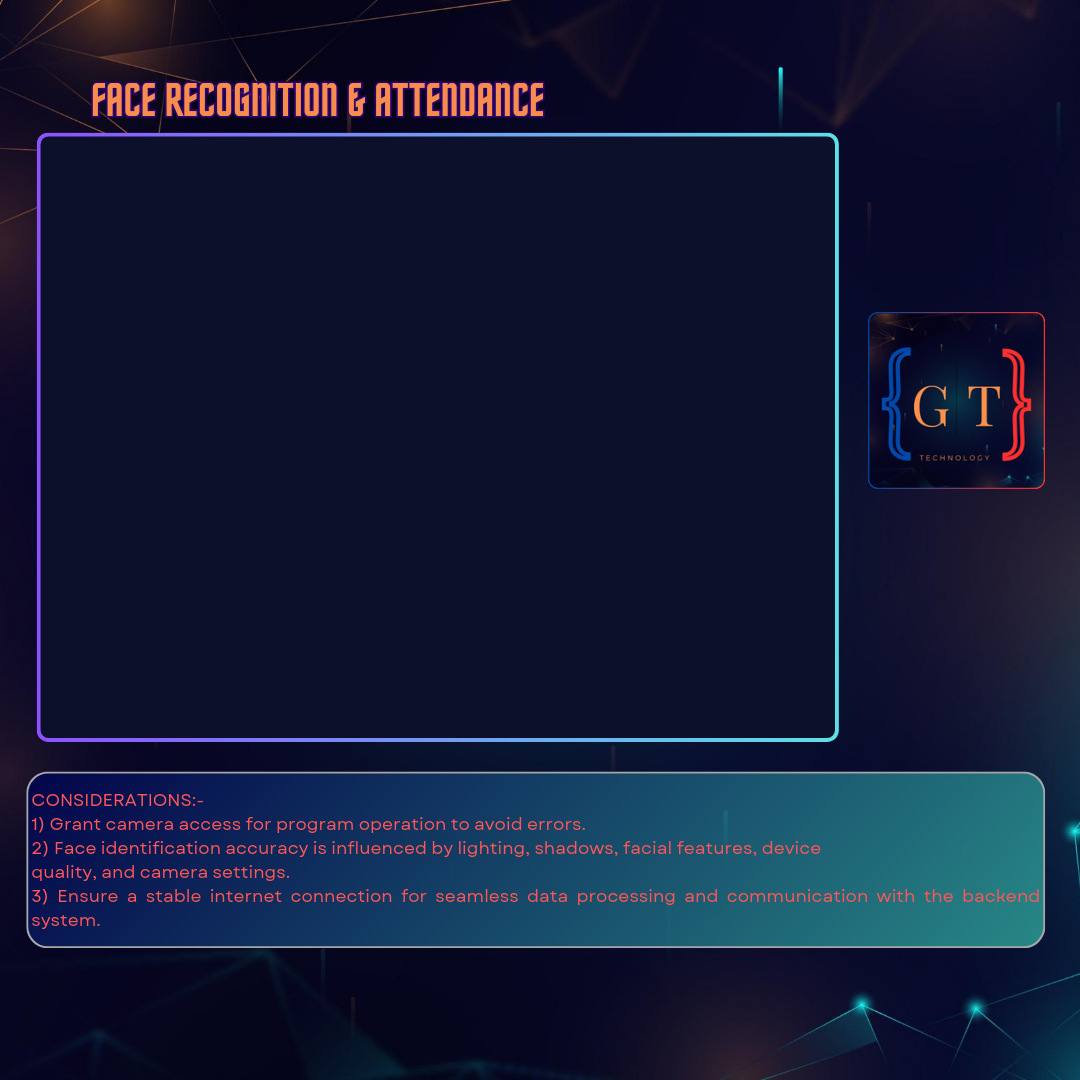 FACE RECOGNITION & ATTENDANCE
{ G T }
TECHNOLOGY
CONSIDERATIONS:-
1) Grant camera access for program operation to avoid errors.
2) Face identification accuracy is influenced by lighting, shadows, facial features, device
quality, and camera settings.
3) Ensure a stable internet connection for seamless data processing and communication with the backend
system.